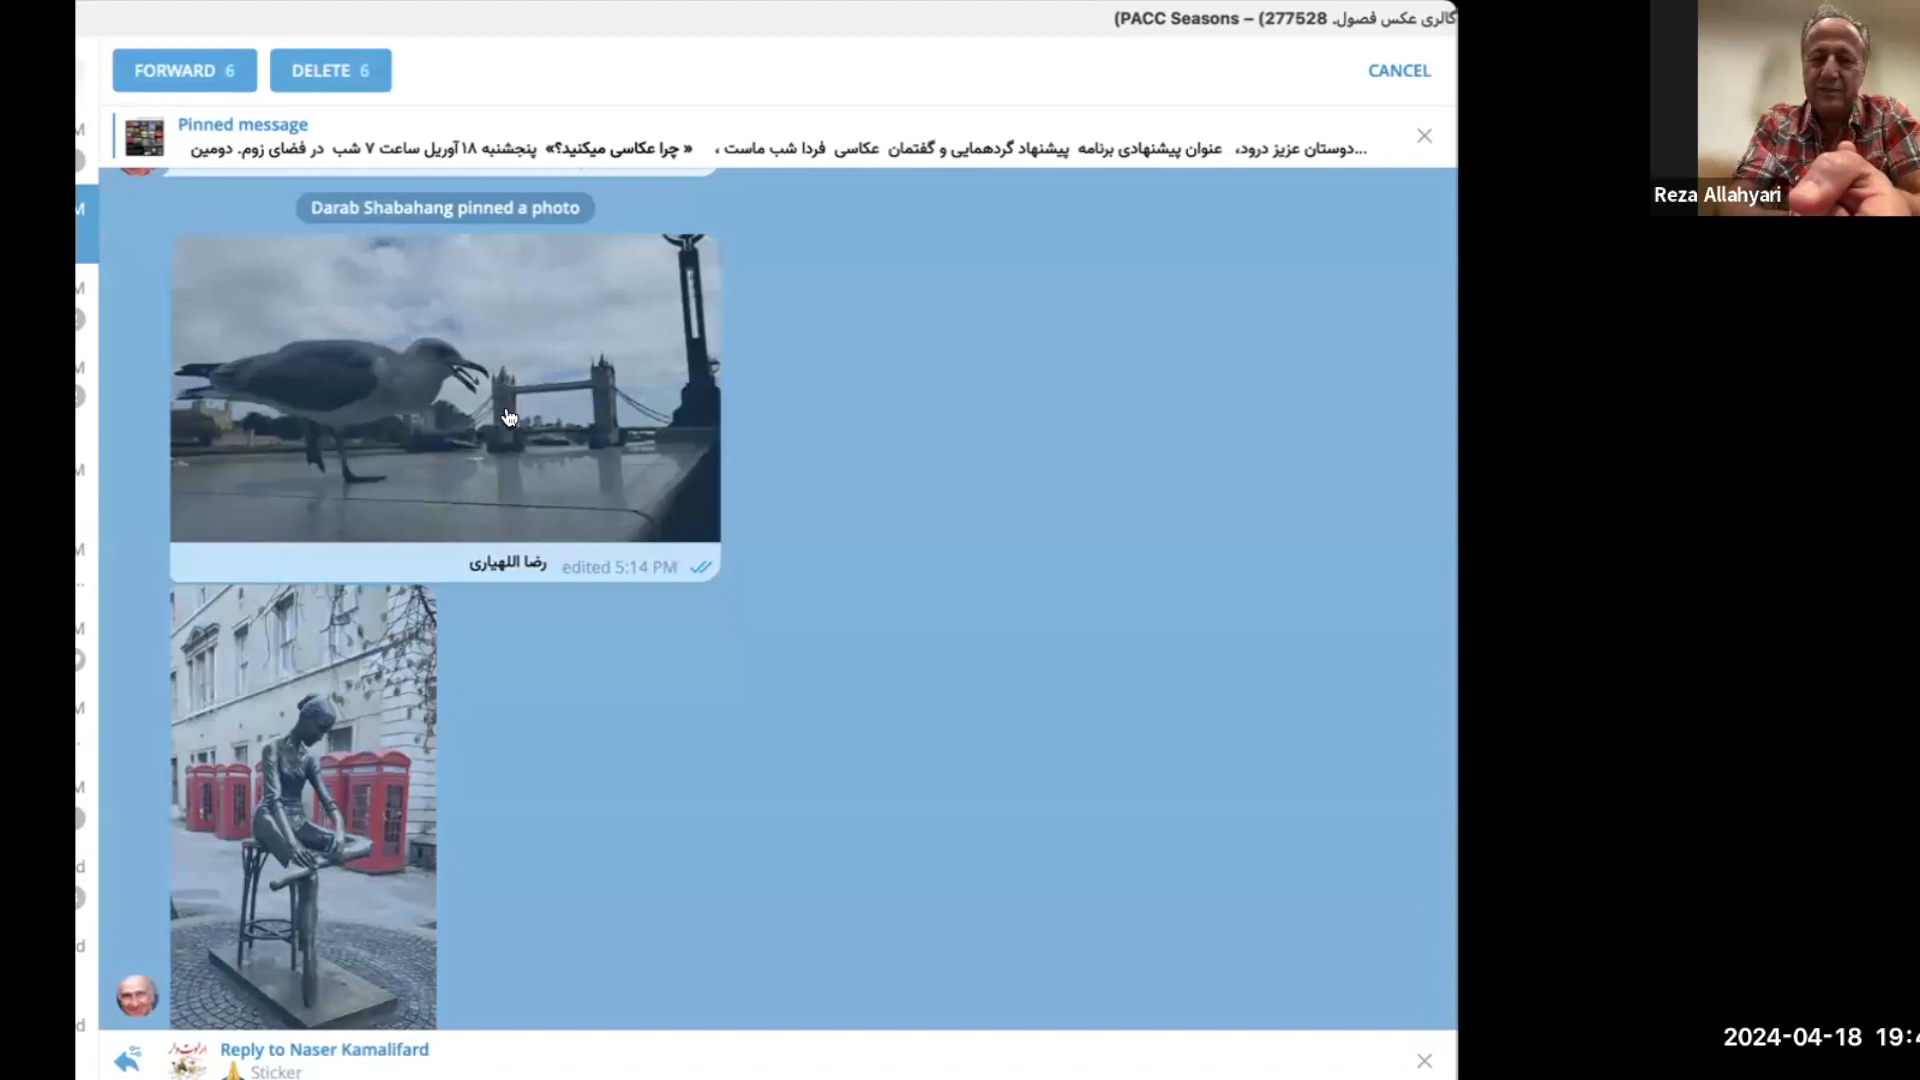 گالری عکس فصول. PACC Seasons – (277528)
FORWARD 6
DELETE 6
CANCEL
Pinned message
دوستان عزیز درود، عنوان پیشنهادی برنامه پیشنهاد گردهمایی و گفتمان عکاسی فردا شب ماست ، « چرا عکاسی میکنید؟» پنجشنبه ۱۸ آوریل ساعت ۷ شب در فضای زوم. دومین...
Reza Allahyari
Darab Shabahang pinned a photo
رضا اللهیاری edited 5:14 PM
Reply to Naser Kamalifard
Sticker
2024-04-18 19:4